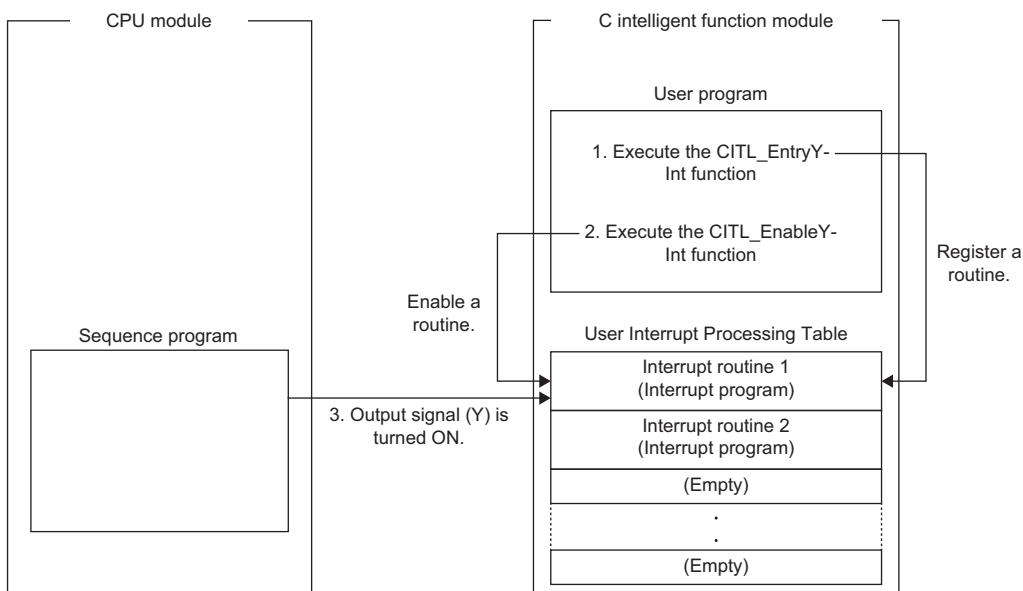 CPU module
C intelligent function module
User program
1. Execute the CITL_EntryY-
Int function
2. Execute the CITL_EnableY-
Int function
Register a
routine.
Enable a
routine.
Sequence program
User Interrupt Processing Table
Interrupt routine 1
(Interrupt program)
3. Output signal (Y) is
turned ON.
Interrupt routine 2
(Interrupt program)
(Empty)
.
.
(Empty)